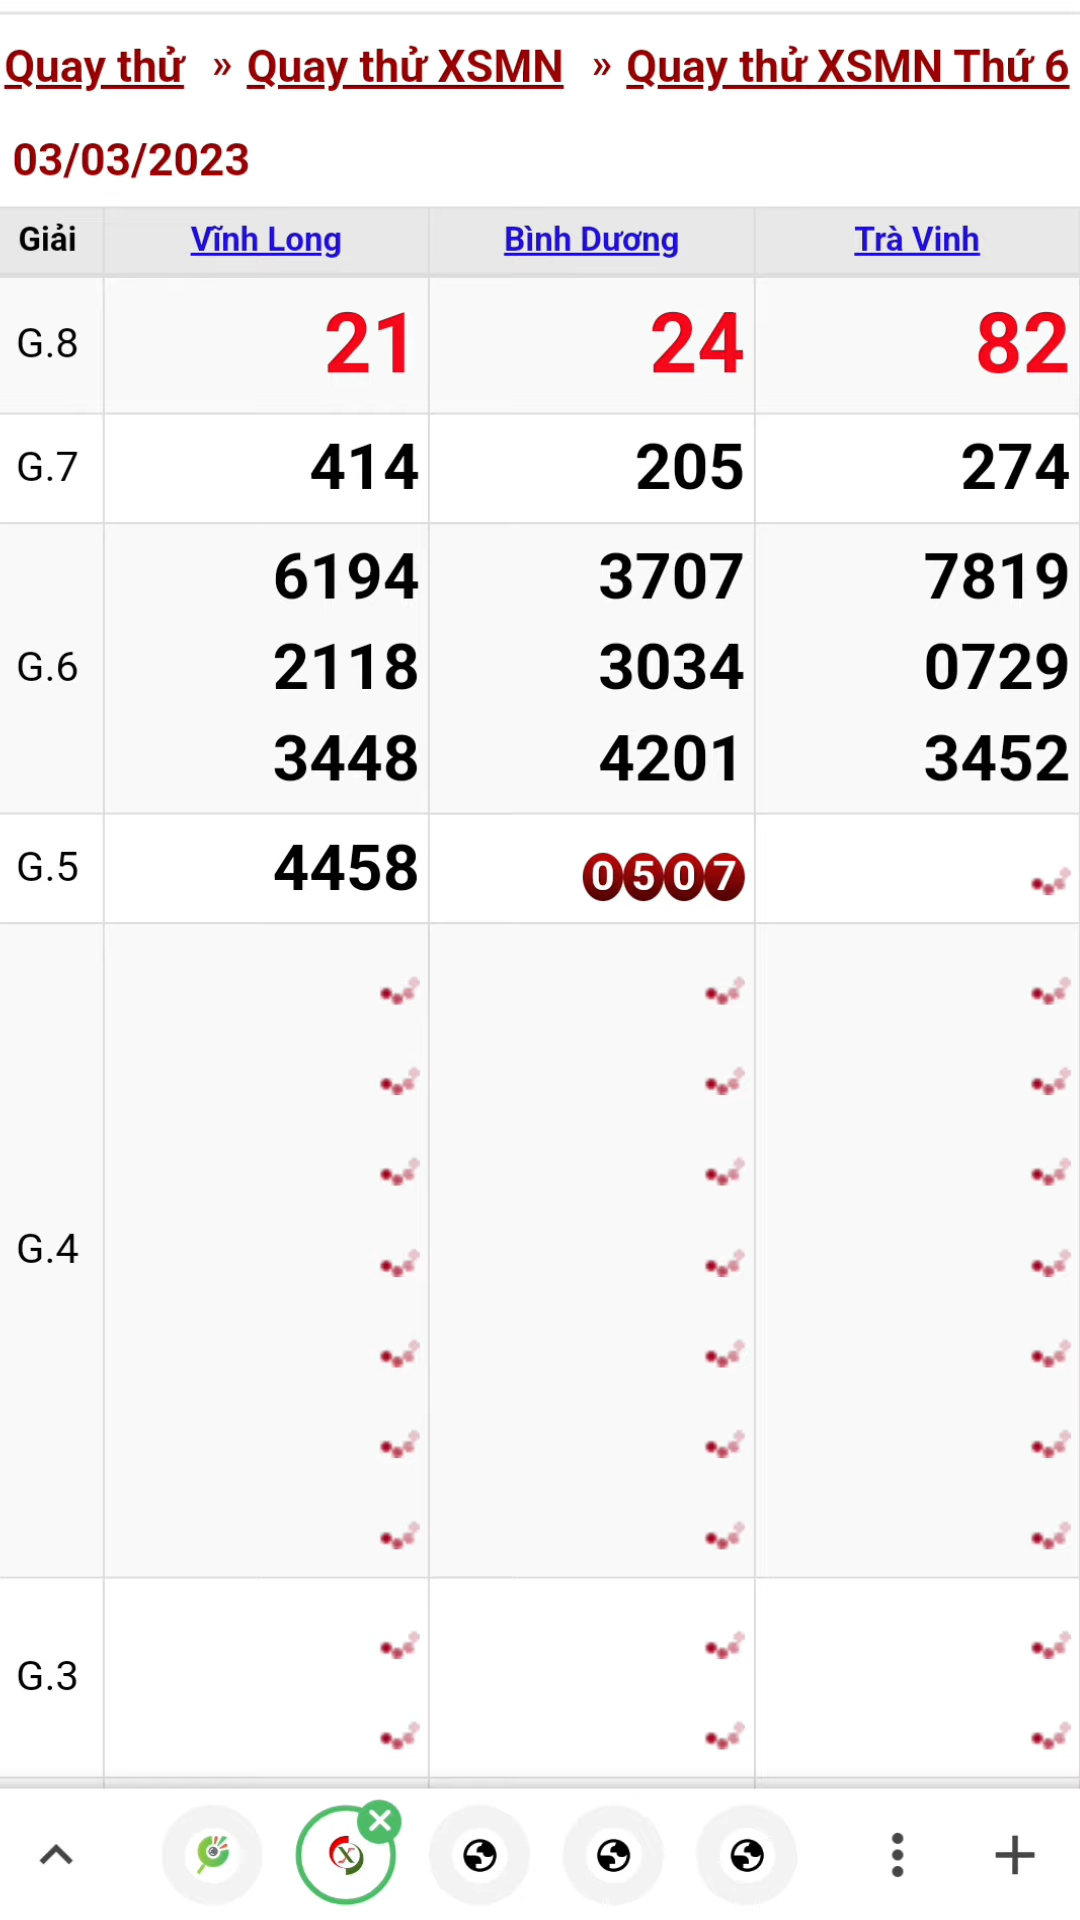 Quay thử » Quay thử XSMN » Quay thử XSMN Thứ 6
03/03/2023
Giải Vĩnh Long Bình Dương Trà Vinh
G.8 21 24 82
G.7 414 205 274
6194 3707 7819
G.6 2118 3034 0729
3448 4201 3452
G.5 4458 0507
G.4
G.3